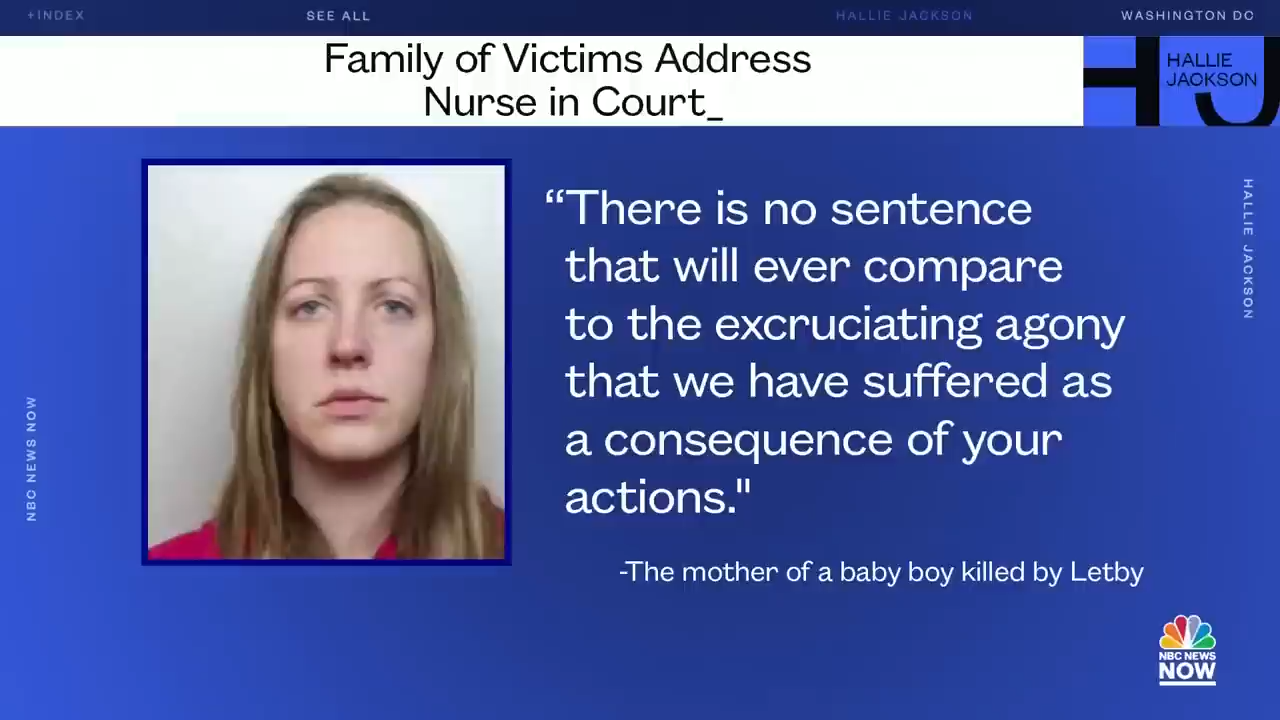 +INDEX
SEE ALL
HALLIE JACKSON
WASHINGTON DC
Family of Victims Address
Nurse in Court_
HALLIE
JACKSON
“There is no sentence
that will ever compare
to the excruciating agony
that we have suffered as
a consequence of your
actions."
-The mother of a baby boy killed by Letby
HALLIE JACKSON
NBC NEWS NOW
NBC NEWS
NOW